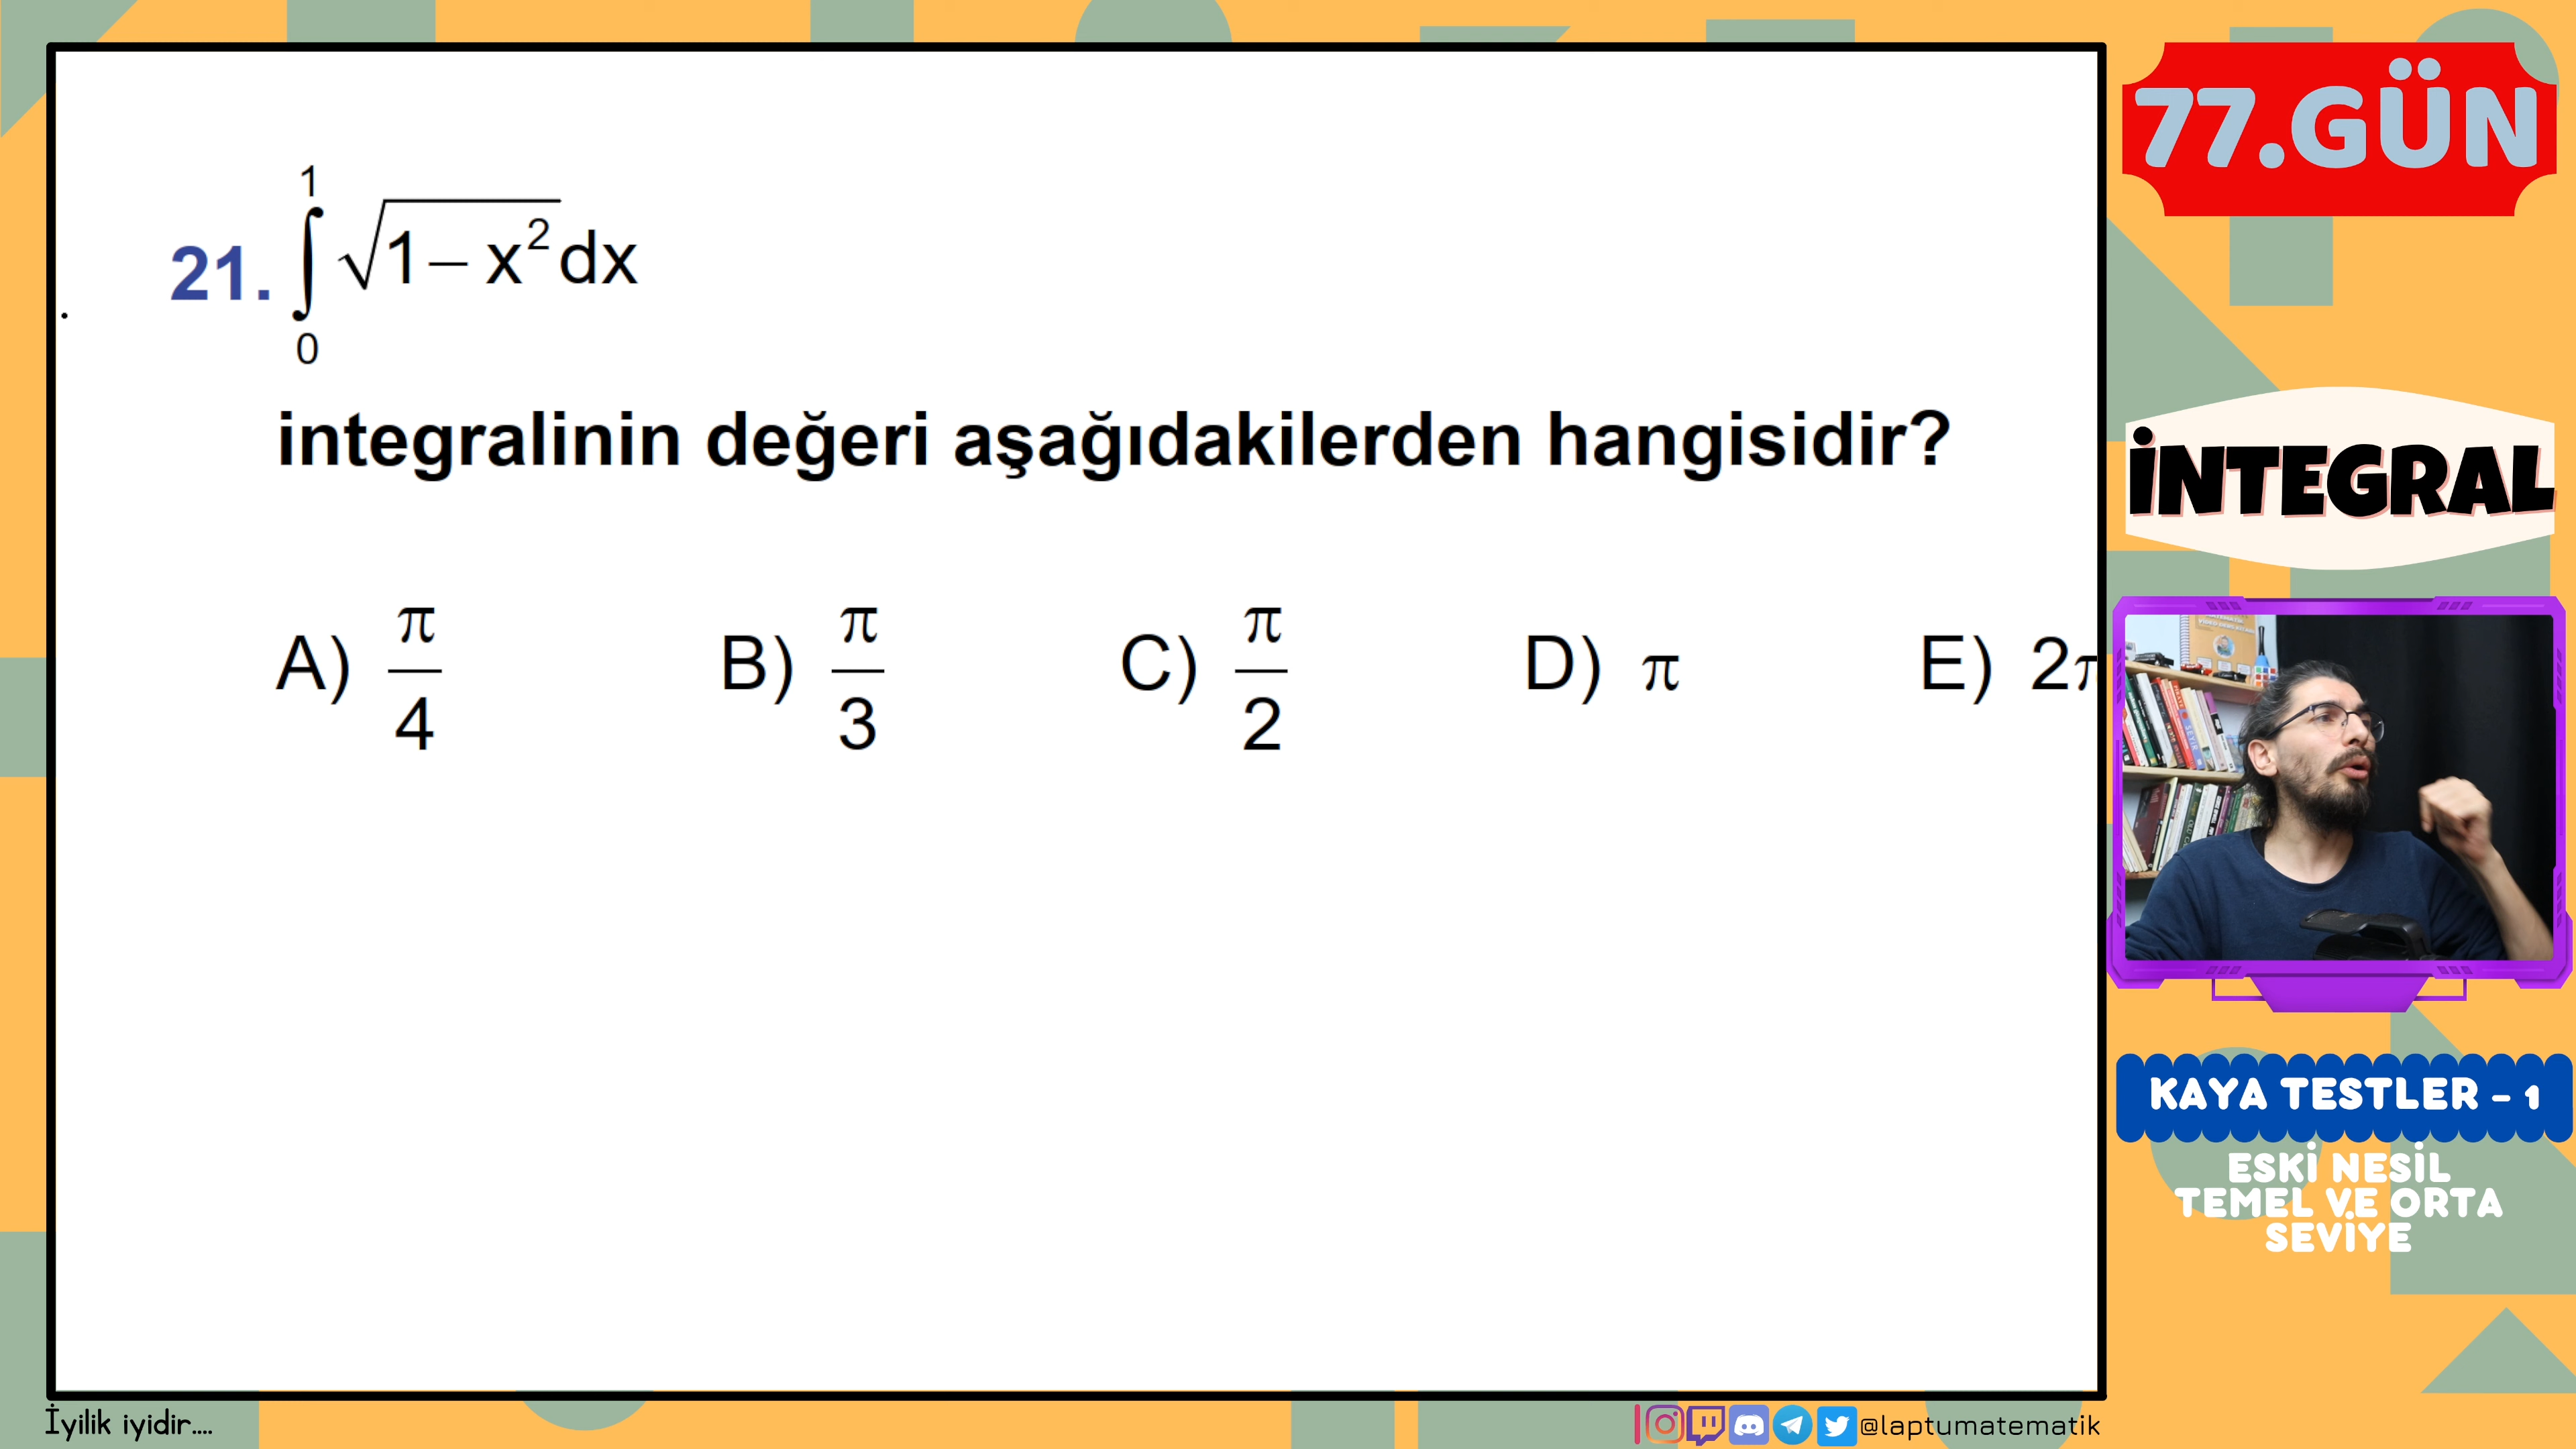 77.GÜN
21. ∫₀¹ √(1 – x²) dx
integralinin değeri aşağıdakilerden hangisidir?
A) π/4 B) π/3 C) π/2 D) π E) 2π
İNTEGRAL
KAYA TESTLER - 1
ESKİ NESİL
TEMEL VE ORTA
SEVİYE
İyilik iyidir....
@laptumatematik